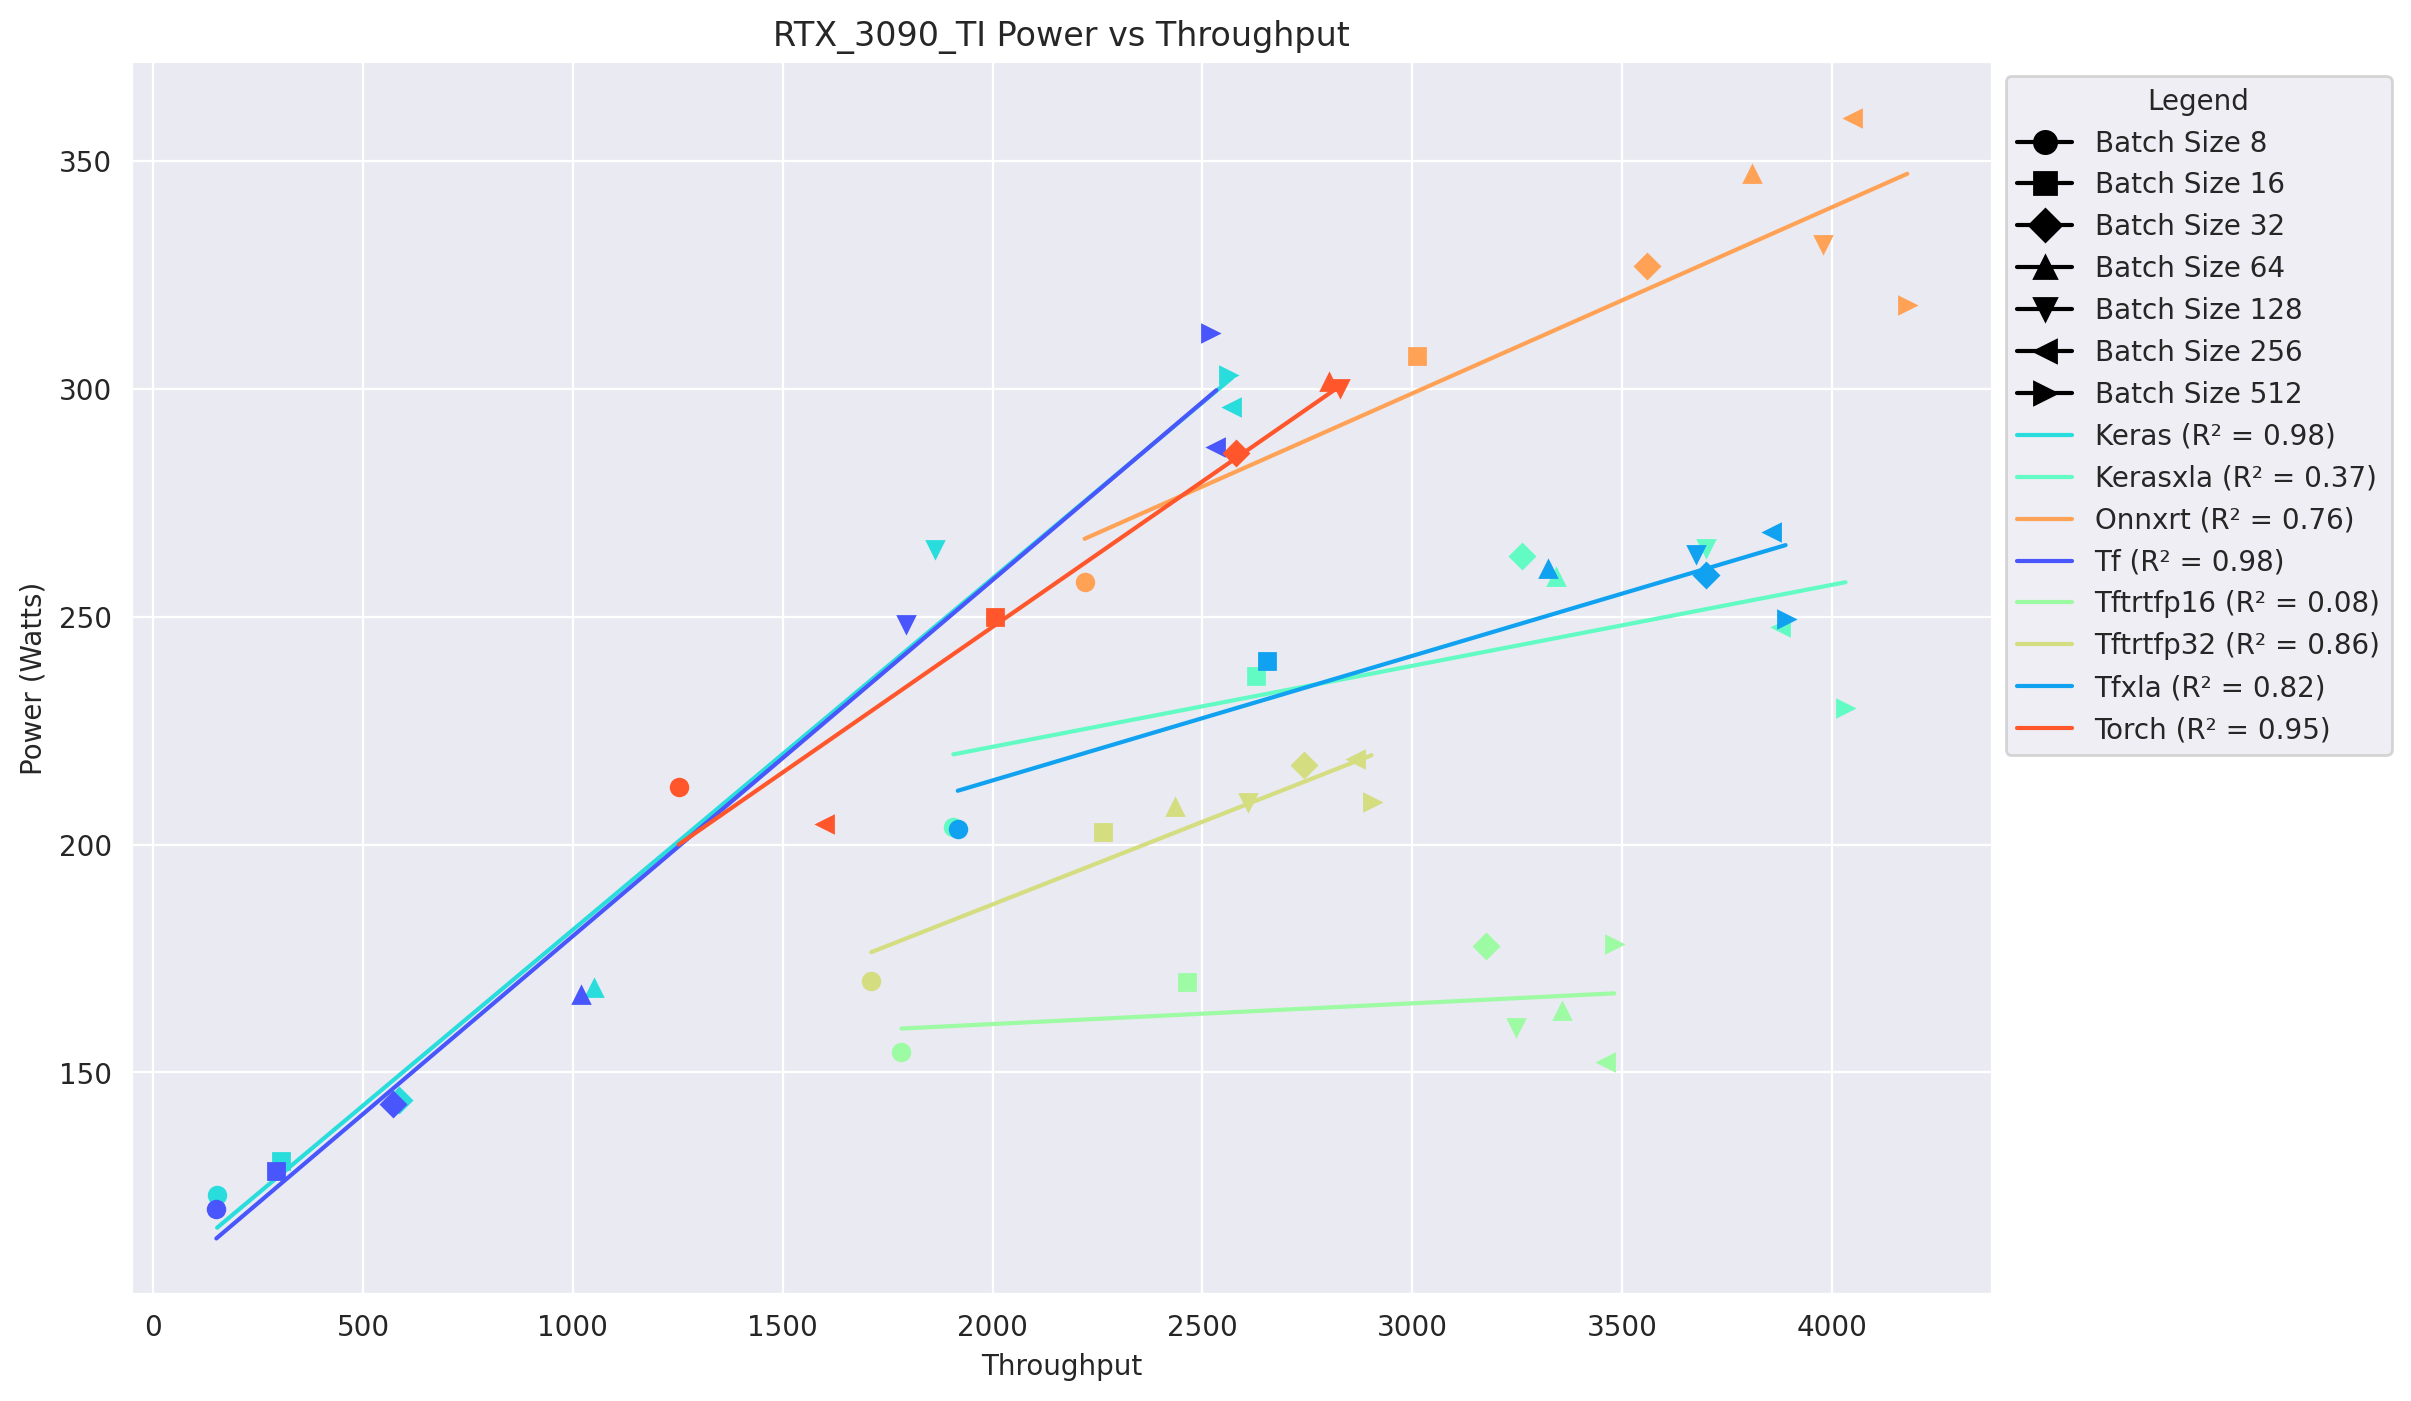 RTX_3090_TI Power vs Throughput
Legend
Batch Size 8
Batch Size 16
Batch Size 32
Batch Size 64
Batch Size 128
Batch Size 256
Batch Size 512
Keras (R² = 0.98)
Kerasxla (R² = 0.37)
Onnxrt (R² = 0.76)
Tf (R² = 0.98)
Tftrtfp16 (R² = 0.08)
Tftrtfp32 (R² = 0.86)
Tfxla (R² = 0.82)
Torch (R² = 0.95)
Power (Watts)
350
300
250
200
150
0 500 1000 1500 2000 2500 3000 3500 4000
Throughput